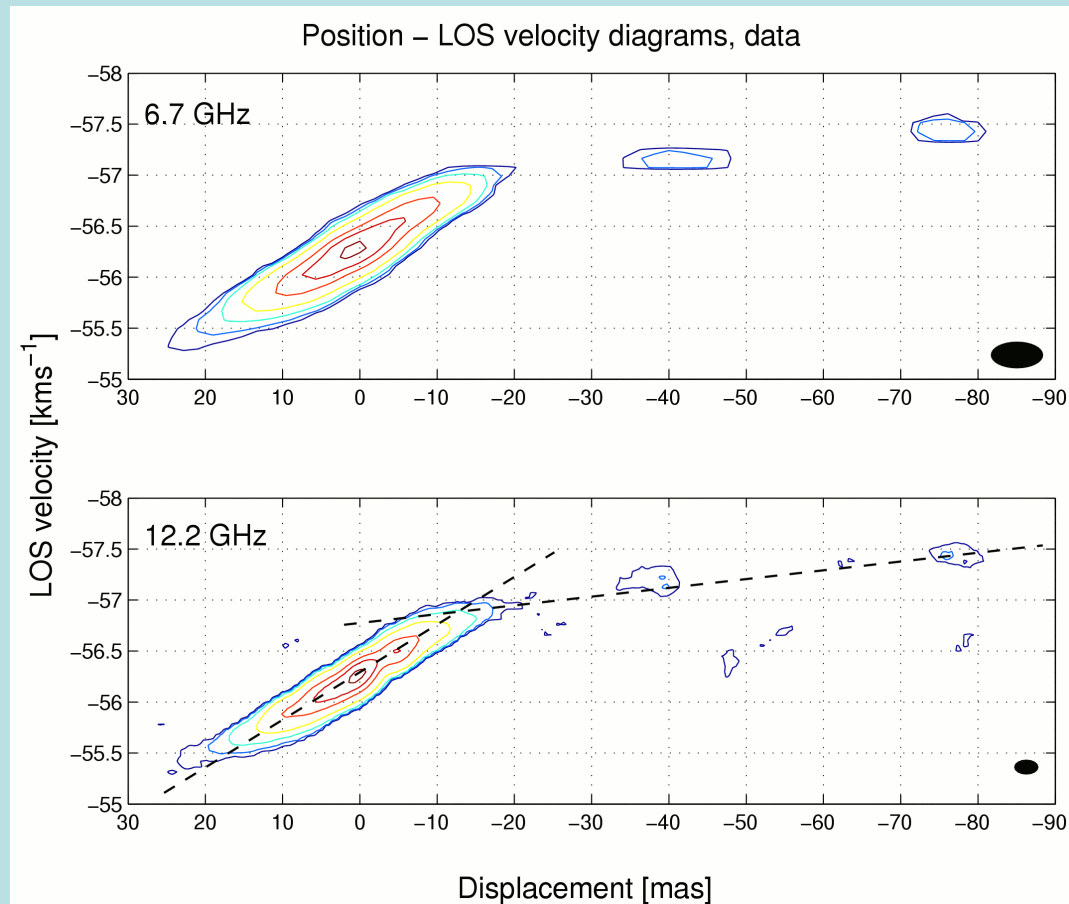 Position − LOS velocity diagrams, data
6.7 GHz
−58
−57.5
−57
−56.5
−56
−55.5
−55
30 20 10 0 −10 −20 −30 −40 −50 −60 −70 −80 −90
LOS velocity [kms⁻¹]
12.2 GHz
−58
−57.5
−57
−56.5
−56
−55.5
−55
30 20 10 0 −10 −20 −30 −40 −50 −60 −70 −80 −90
Displacement [mas]